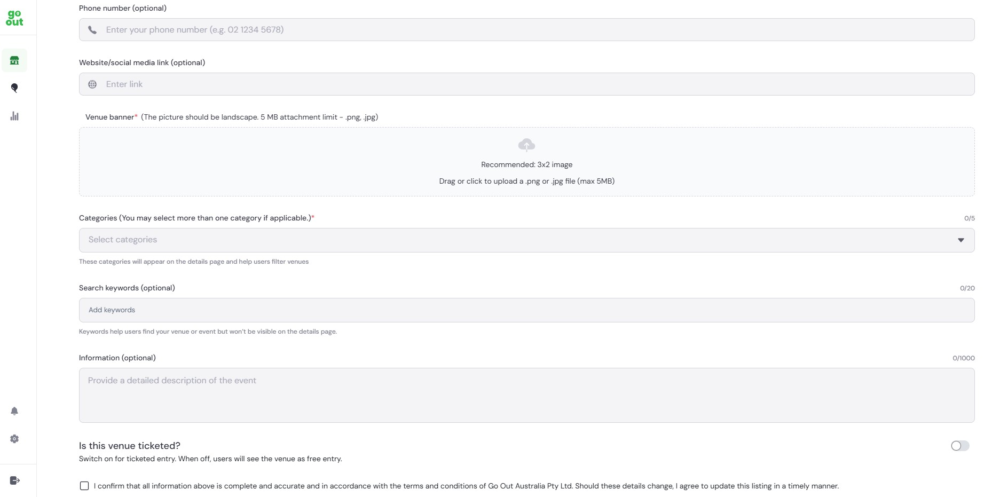 go
out
Phone number (optional)
Enter your phone number (e.g. 02 1234 5678)
Website/social media link (optional)
Enter link
Venue banner* (The picture should be landscape. 5 MB attachment limit - .png, .jpg)
Recommended: 3x2 image
Drag or click to upload a .png or .jpg file (max 5MB)
Categories (You may select more than one category if applicable.)* 0/5
Select categories
These categories will appear on the details page and help users filter venues
Search keywords (optional) 0/20
Add keywords
Keywords help users find your venue or event but won't be visible on the details page.
Information (optional) 0/1000
Provide a detailed description of the event
Is this venue ticketed?
Switch on for ticketed entry. When off, users will see the venue as free entry.
I confirm that all information above is complete and accurate and in accordance with the terms and conditions of Go Out Australia Pty Ltd. Should these details change, I agree to update this listing in a timely manner.